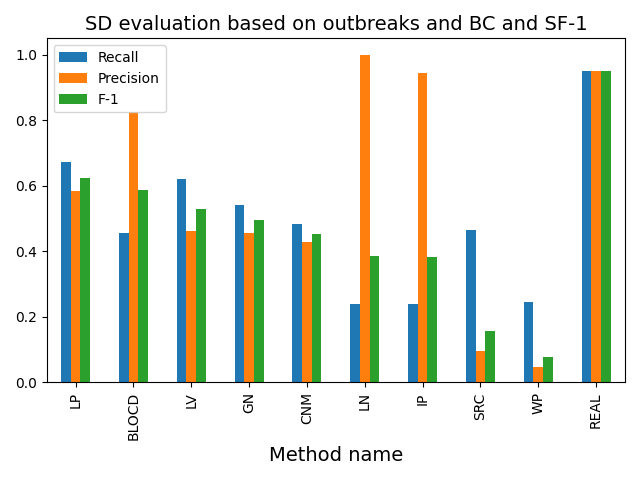 SD evaluation based on outbreaks and BC and SF-1
Recall
Precision
F-1
1.0
0.8
0.6
0.4
0.2
0.0
LP
BLOCD
LV
GN
CNM
LN
IP
SRC
WP
REAL
Method name